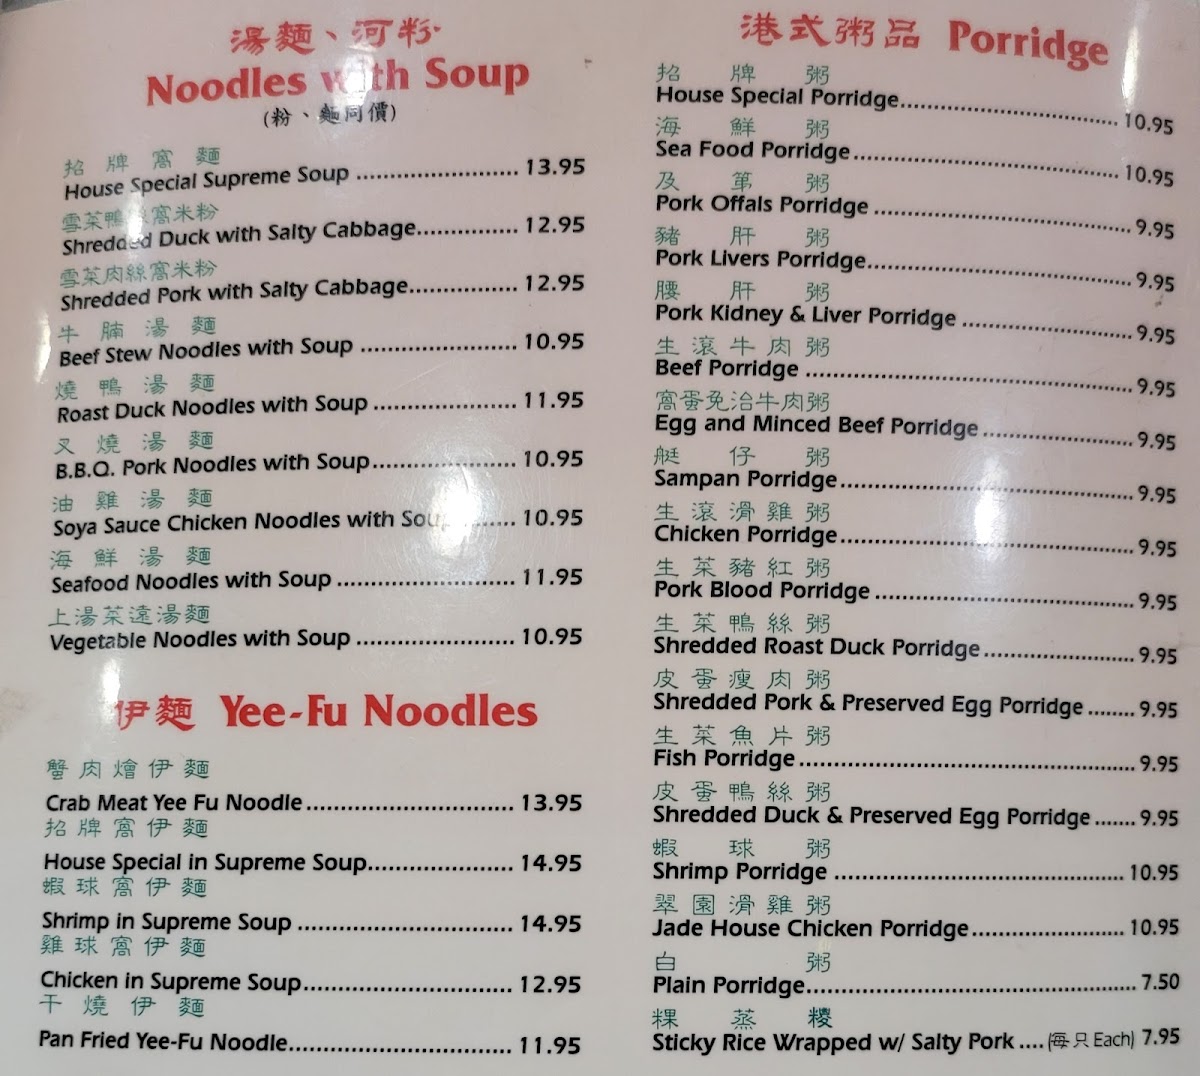 湯麵、河粉
Noodles with Soup
(粉、麵同價)
招牌窩麵
House Special Supreme Soup ........................ 13.95
雪菜鴨絲窩米粉
Shredded Duck with Salty Cabbage............... 12.95
雪菜肉絲窩米粉
Shredded Pork with Salty Cabbage................ 12.95
牛腩湯麵
Beef Stew Noodles with Soup ....................... 10.95
燒鴨湯麵
Roast Duck Noodles with Soup ..................... 11.95
叉燒湯麵
B.B.Q. Pork Noodles with Soup...................... 10.95
油雞湯麵
Soya Sauce Chicken Noodles with Soup ....... 10.95
海鮮湯麵
Seafood Noodles with Soup .......................... 11.95
上湯菜遠湯麵
Vegetable Noodles with Soup ....................... 10.95
伊麵 Yee-Fu Noodles
蟹肉燴伊麵
Crab Meat Yee Fu Noodle.............................. 13.95
招牌窩伊麵
House Special in Supreme Soup..................... 14.95
蝦球窩伊麵
Shrimp in Supreme Soup ............................... 14.95
雞球窩伊麵
Chicken in Supreme Soup............................... 12.95
干燒伊麵
Pan Fried Yee-Fu Noodle................................ 11.95
港式粥品 Porridge
招牌粥
House Special Porridge................................ 10.95
海鮮粥
Sea Food Porridge....................................... 10.95
及第粥
Pork Offals Porridge ..................................... 9.95
豬肝粥
Pork Livers Porridge...................................... 9.95
腰肝粥
Pork Kidney & Liver Porridge ......................... 9.95
生滾牛肉粥
Beef Porridge ............................................... 9.95
窩蛋免治牛肉粥
Egg and Minced Beef Porridge ...................... 9.95
艇仔粥
Sampan Porridge.......................................... 9.95
生滾滑雞粥
Chicken Porridge.......................................... 9.95
生菜豬紅粥
Pork Blood Porridge ..................................... 9.95
生菜鴨絲粥
Shredded Roast Duck Porridge ...................... 9.95
皮蛋瘦肉粥
Shredded Pork & Preserved Egg Porridge ........ 9.95
生菜魚片粥
Fish Porridge ................................................. 9.95
皮蛋鴨絲粥
Shredded Duck & Preserved Egg Porridge ....... 9.95
蝦球粥
Shrimp Porridge .......................................... 10.95
翠園滑雞粥
Jade House Chicken Porridge...................... 10.95
白粥
Plain Porridge................................................ 7.50
粿蒸糭
Sticky Rice Wrapped w/ Salty Pork ....(每只Each) 7.95